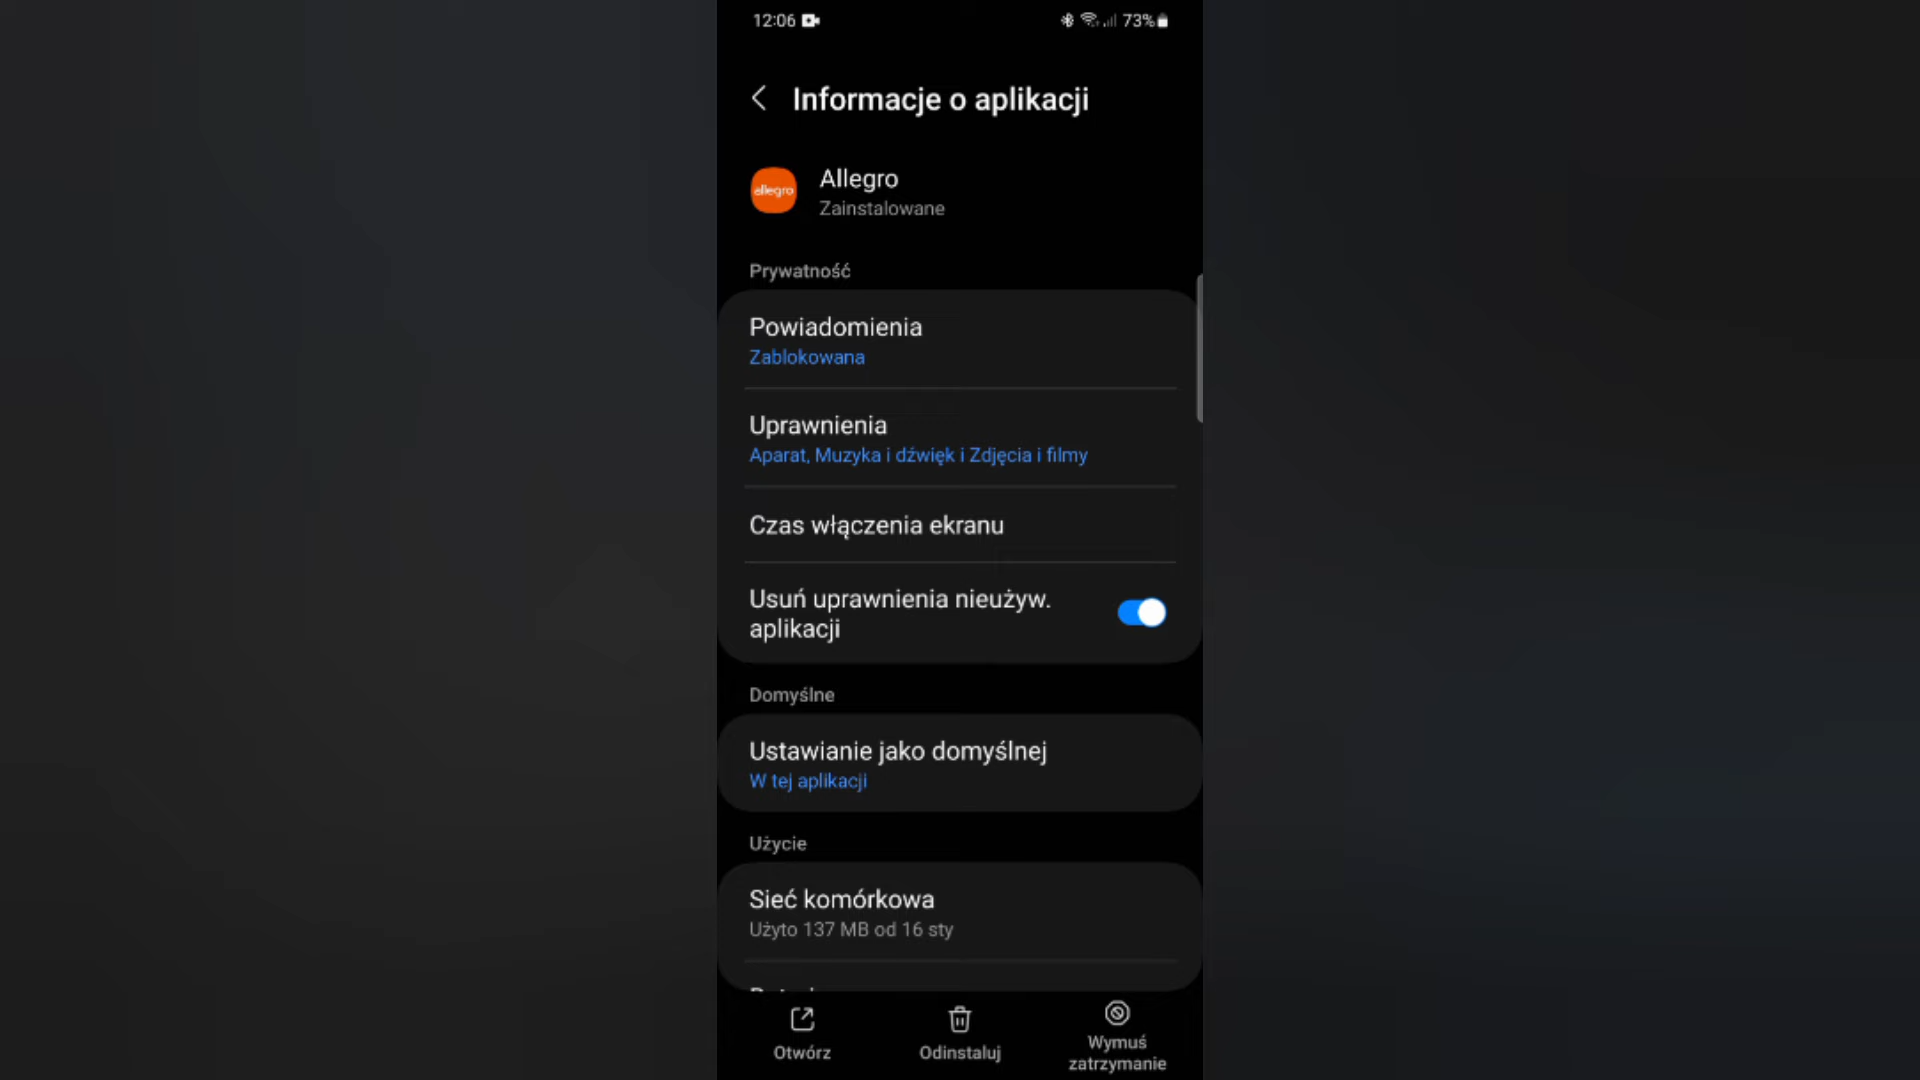 12:06
73%
Informacje o aplikacji
allegro
Allegro
Zainstalowane
Prywatność
Powiadomienia
Zablokowana
Uprawnienia
Aparat, Muzyka i dźwięk i Zdjęcia i filmy
Czas włączenia ekranu
Usuń uprawnienia nieużyw.
aplikacji
Domyślne
Ustawianie jako domyślnej
W tej aplikacji
Użycie
Sieć komórkowa
Użyto 137 MB od 16 sty
Otwórz
Odinstaluj
Wymuś
zatrzymanie